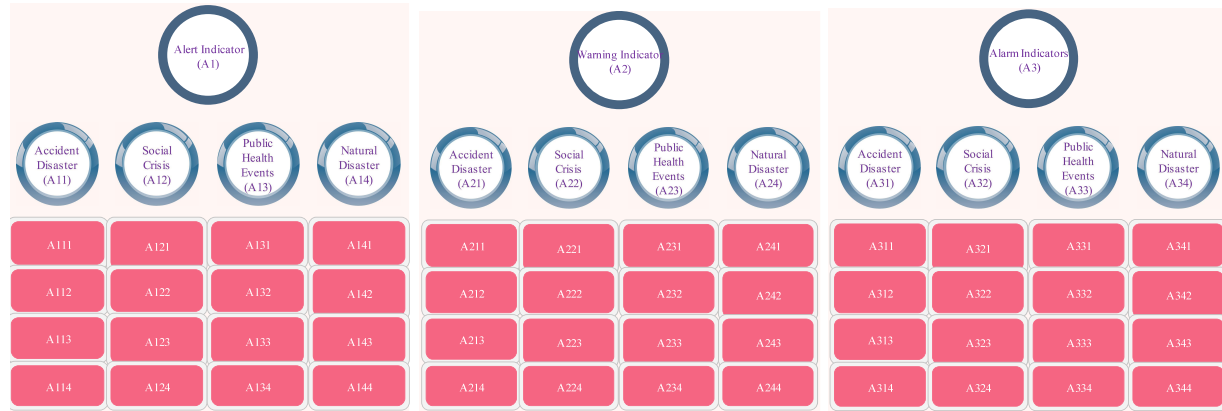 Alert Indicator
(A1)
Accident
Disaster
(A11)
Social
Crisis
(A12)
Public
Health
Events
(A13)
Natural
Disaster
(A14)
A111
A121
A131
A141
A112
A122
A132
A142
A113
A123
A133
A143
A114
A124
A134
A144
Warning Indicator
(A2)
Accident
Disaster
(A21)
Social
Crisis
(A22)
Public
Health
Events
(A23)
Natural
Disaster
(A24)
A211
A221
A231
A241
A212
A222
A232
A242
A213
A223
A233
A243
A214
A224
A234
A244
Alarm Indicators
(A3)
Accident
Disaster
(A31)
Social
Crisis
(A32)
Public
Health
Events
(A33)
Natural
Disaster
(A34)
A311
A321
A331
A341
A312
A322
A332
A342
A313
A323
A333
A343
A314
A324
A334
A344